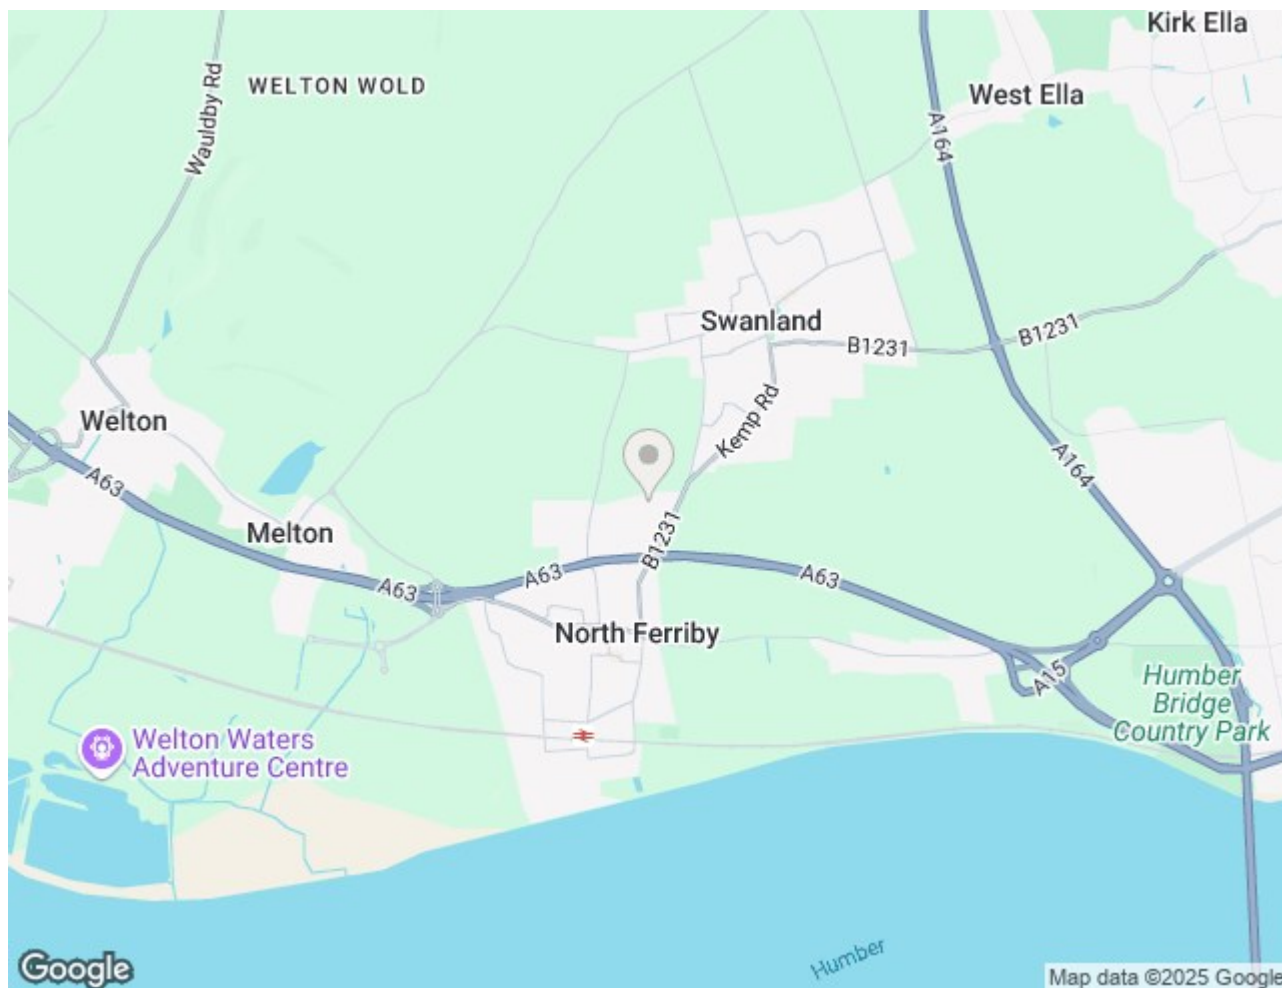 Kirk Ella
WELTON WOLD
West Ella
Wauldby Rd
A164
Swanland
B1231
B1231
Welton
Kemp Rd
A63
A164
Melton
B1231
A63
A63
A63
North Ferriby
A15
Humber
Bridge
Country Park
Welton Waters
Adventure Centre
Humber
Google
Map data ©2025 Google